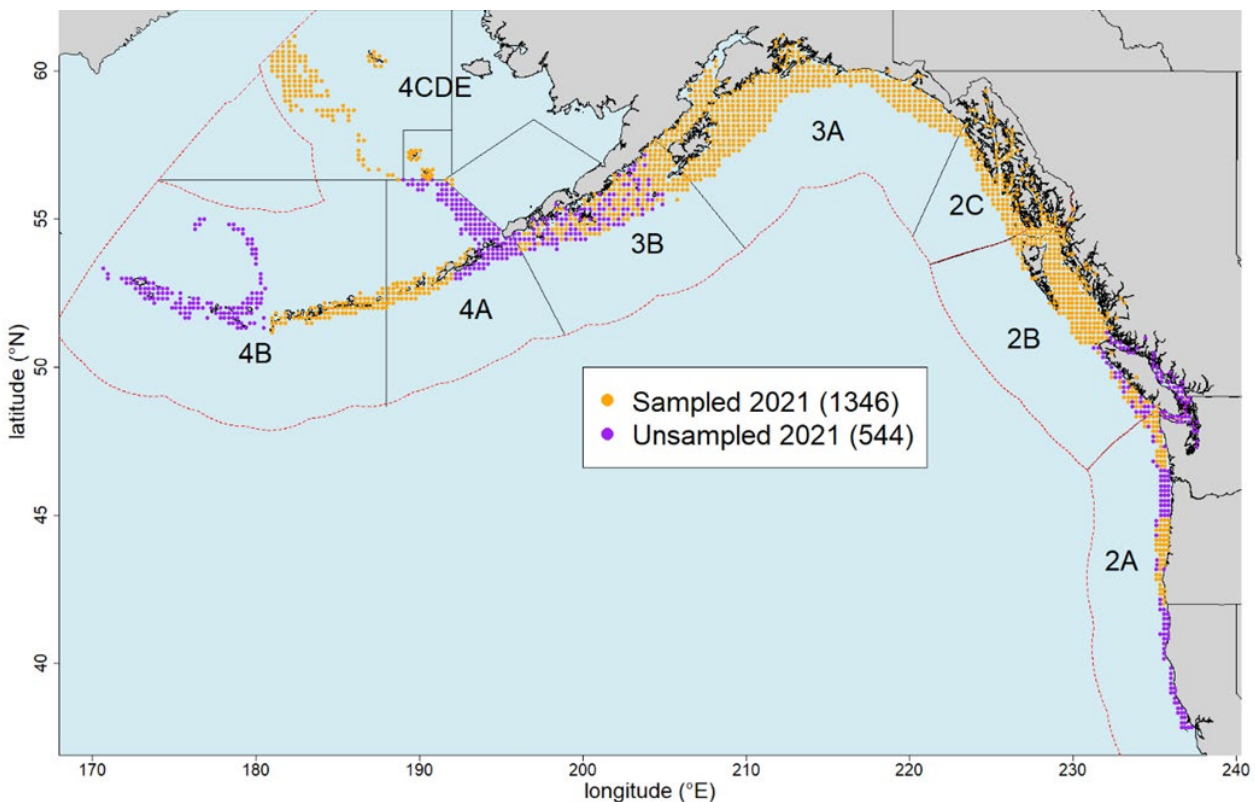 60
55
50
45
40
latitude (°N)
4CDE
3A
2C
3B
4A
2B
4B
2A
Sampled 2021 (1346)
Unsampled 2021 (544)
170
180
190
200
210
220
230
240
longitude (°E)